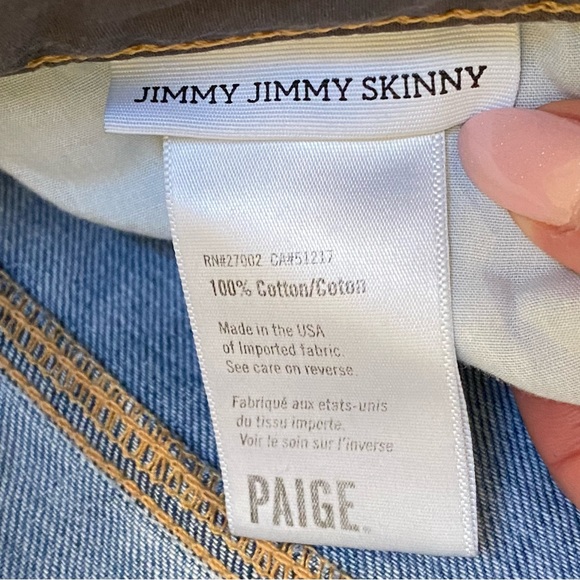 JIMMY JIMMY SKINNY
RN#27002 CA#51217
100% Cotton/Coton
Made in the USA
of Imported fabric.
See care on reverse.
Fabriqué aux etats-unis
du tissu importe.
Voir le soin sur l'inverse
PAIGE.